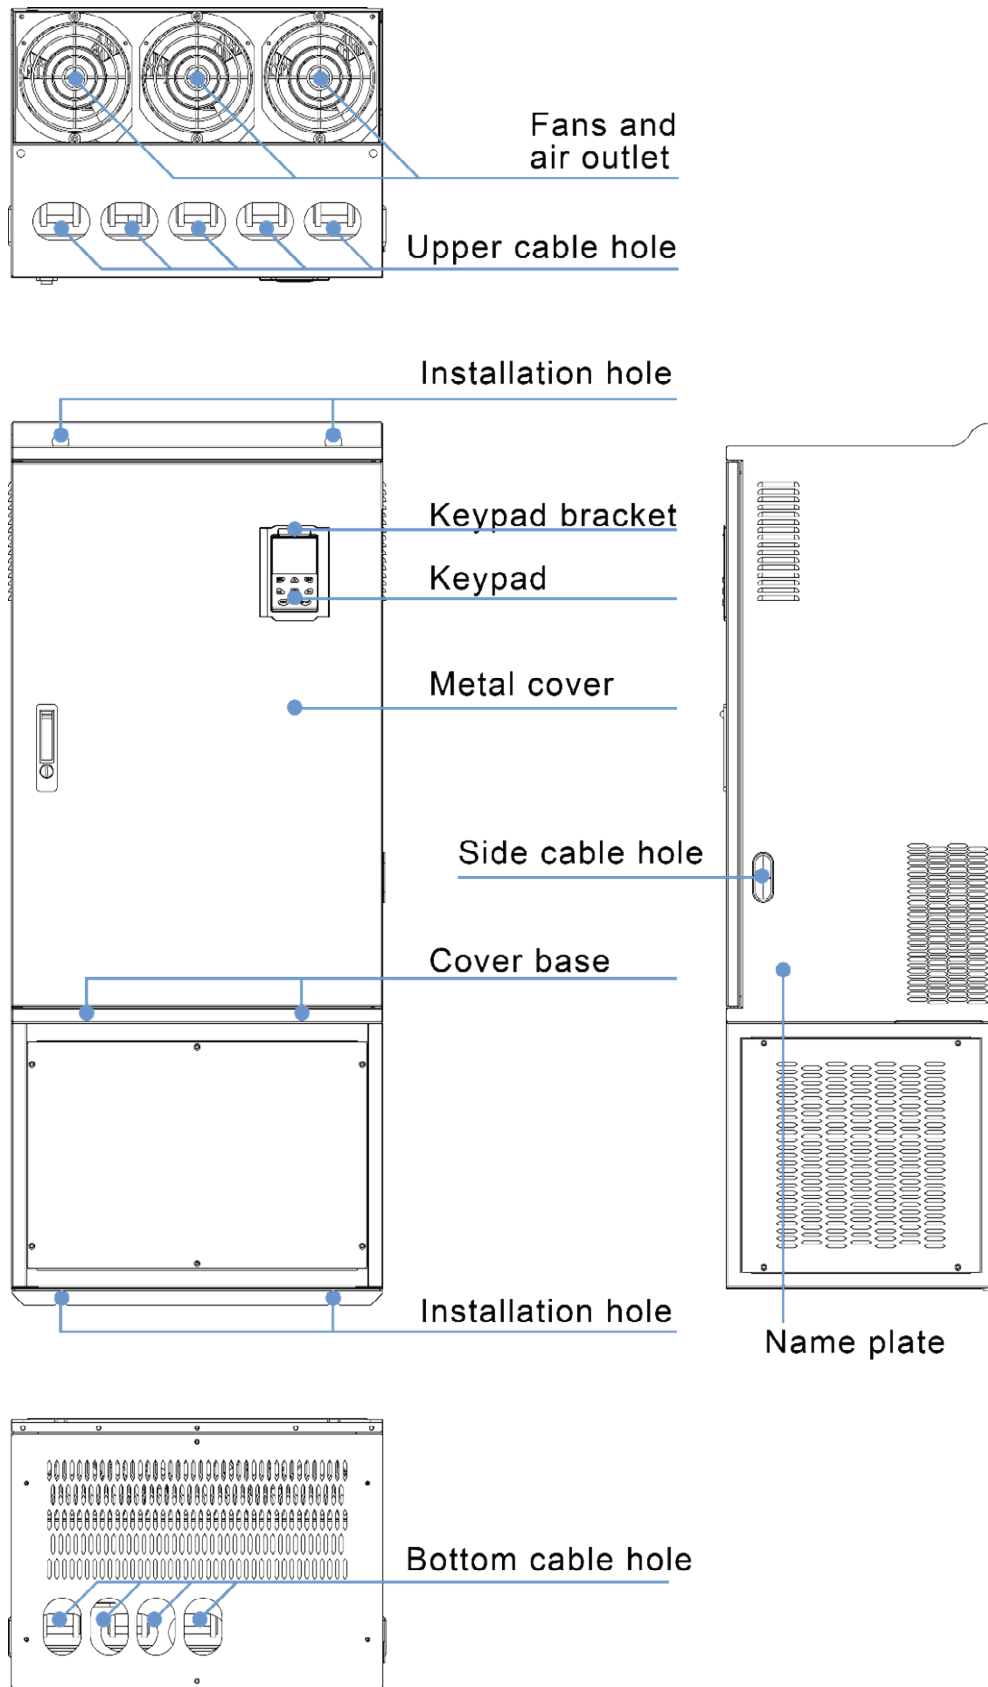 Fans and
air outlet
Upper cable hole
Installation hole
Keypad bracket
Keypad
Metal cover
Side cable hole
Cover base
Installation hole
Name plate
Bottom cable hole